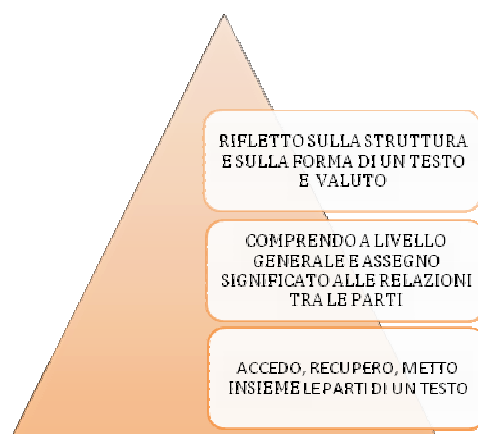 RIFLETTO SULLA STRUTTURA
E SULLA FORMA DI UN TESTO
E VALUTO
COMPRENDO A LIVELLO
GENERALE E ASSEGNO
SIGNIFICATO ALLE RELAZIONI
TRA LE PARTI
ACCEDO, RECUPERO, METTO
INSIEME LE PARTI DI UN TESTO